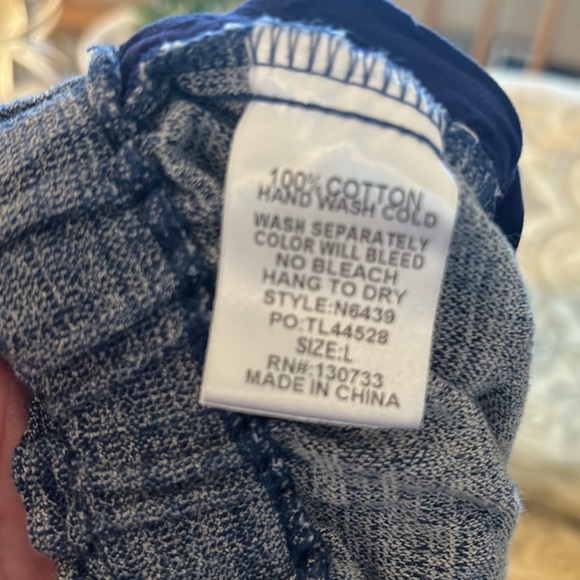 100% COTTON
HAND WASH COLD
WASH SEPARATELY
COLOR WILL BLEED
NO BLEACH
HANG TO DRY
STYLE:N6439
PO:TL44528
SIZE:L
RN#:130733
MADE IN CHINA